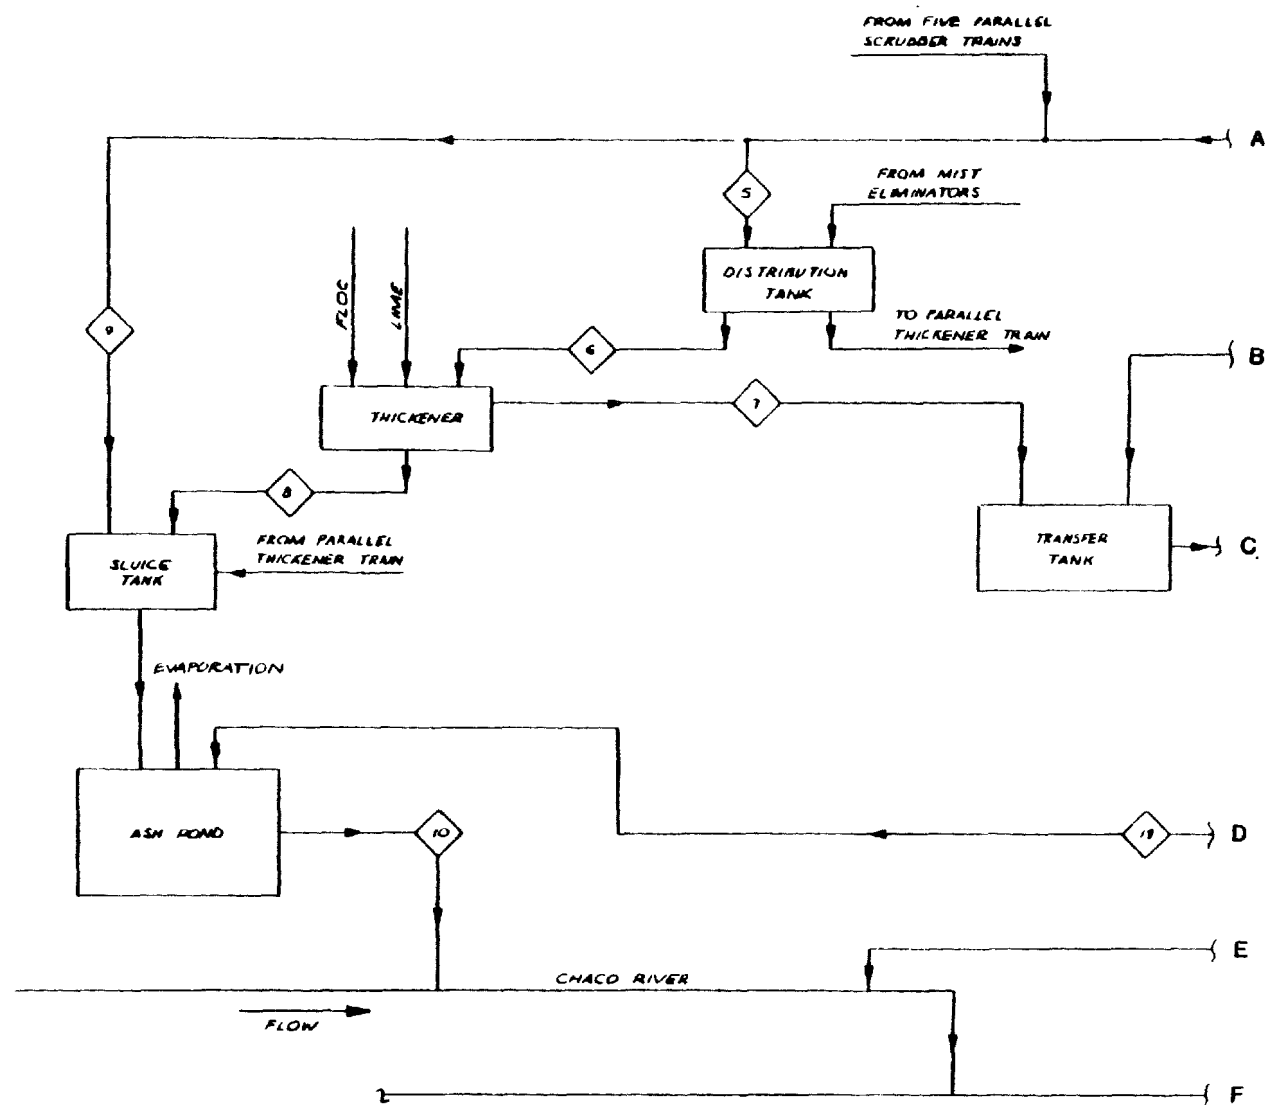 FROM FIVE PARALLEL
SCRUBBER TRAINS
A
5
FROM MIST
ELIMINATORS
DISTRIBUTION
TANK
FLOC
LIME
9
6
TO PARALLEL
THICKENER TRAIN
B
THICKENER
7
8
FROM PARALLEL
THICKENER TRAIN
SLUICE
TANK
TRANSFER
TANK
C
EVAPORATION
ASH POND
10
D
E
CHACO RIVER
FLOW
F